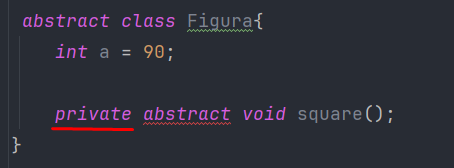 abstract class Figura{
int a = 90;
private abstract void square();
}